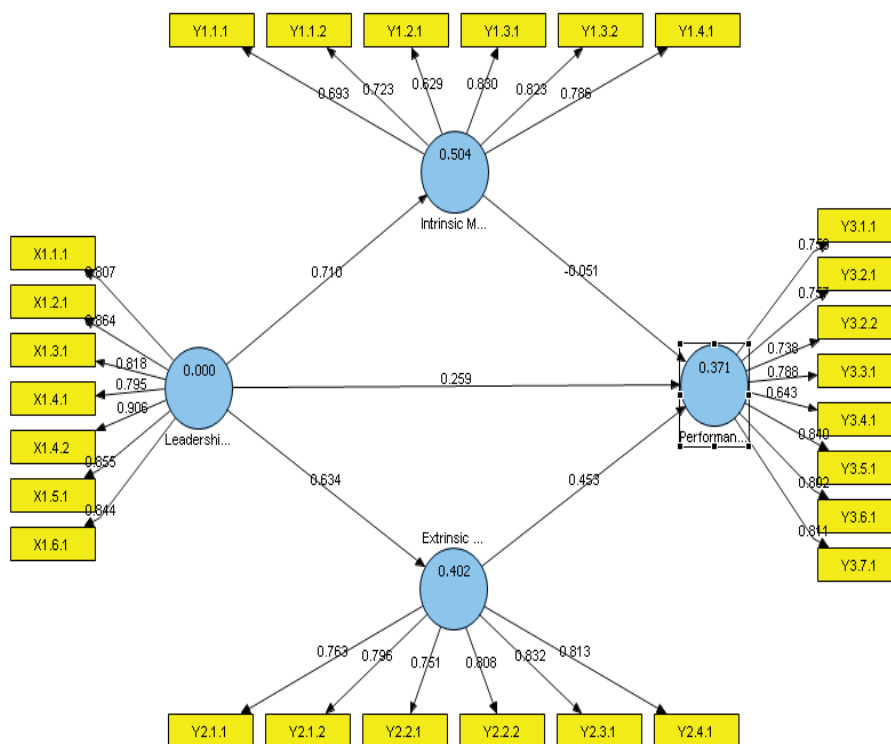 Y1.1.1 Y1.1.2 Y1.2.1 Y1.3.1 Y1.3.2 Y1.4.1
0.693 0.723 0.629 0.830 0.823 0.786
0.504
Intrinsic M...
X1.1.1
X1.2.1
X1.3.1
X1.4.1
X1.4.2
X1.5.1
X1.6.1
0.807
0.864
0.818
0.795
0.906
0.855
0.844
0.000
Leadershi...
0.710
-0.051
0.259
0.634
0.453
0.371
Performan...
0.738
0.788
0.643
0.840
0.802
0.811
Y3.1.1
Y3.2.1
Y3.2.2
Y3.3.1
Y3.4.1
Y3.5.1
Y3.6.1
Y3.7.1
Extrinsic ...
0.402
0.763 0.796 0.751 0.808 0.832 0.813
Y2.1.1 Y2.1.2 Y2.2.1 Y2.2.2 Y2.3.1 Y2.4.1